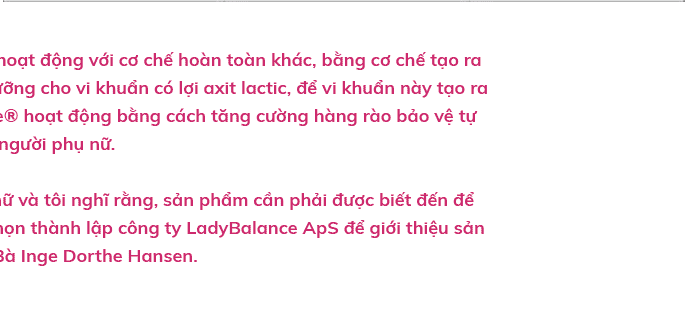 hoạt động với cơ chế hoàn toàn khác, bằng cơ chế tạo ra
ưỡng cho vi khuẩn có lợi axit lactic, để vi khuẩn này tạo ra
e® hoạt động bằng cách tăng cường hàng rào bảo vệ tự
người phụ nữ.
ữ và tôi nghĩ rằng, sản phẩm cần phải được biết đến để
họn thành lập công ty LadyBalance ApS để giới thiệu sản
Bà Inge Dorthe Hansen.